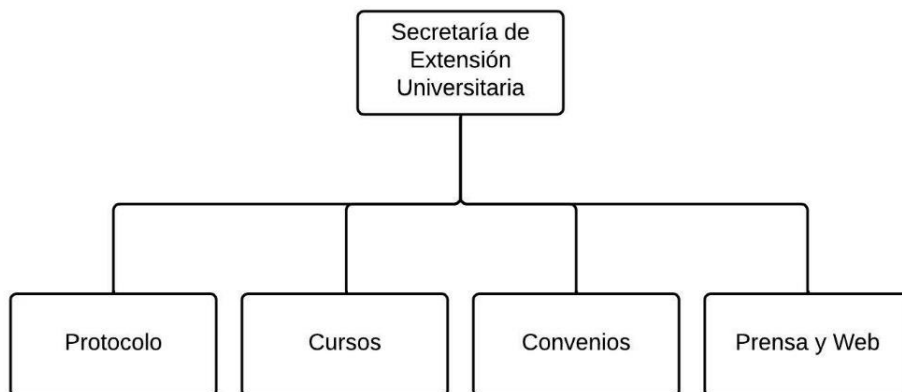 Secretaría de
Extensión
Universitaria
Protocolo
Cursos
Convenios
Prensa y Web